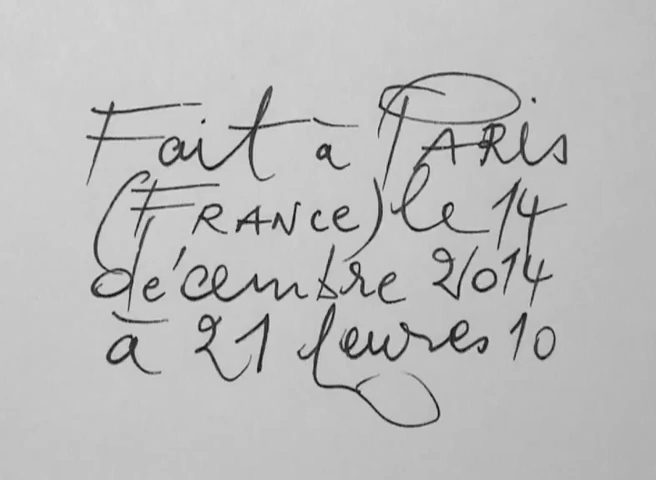 Fait à PARis
(FRANCe) le 14
décembre 2014
à 21 heures 10